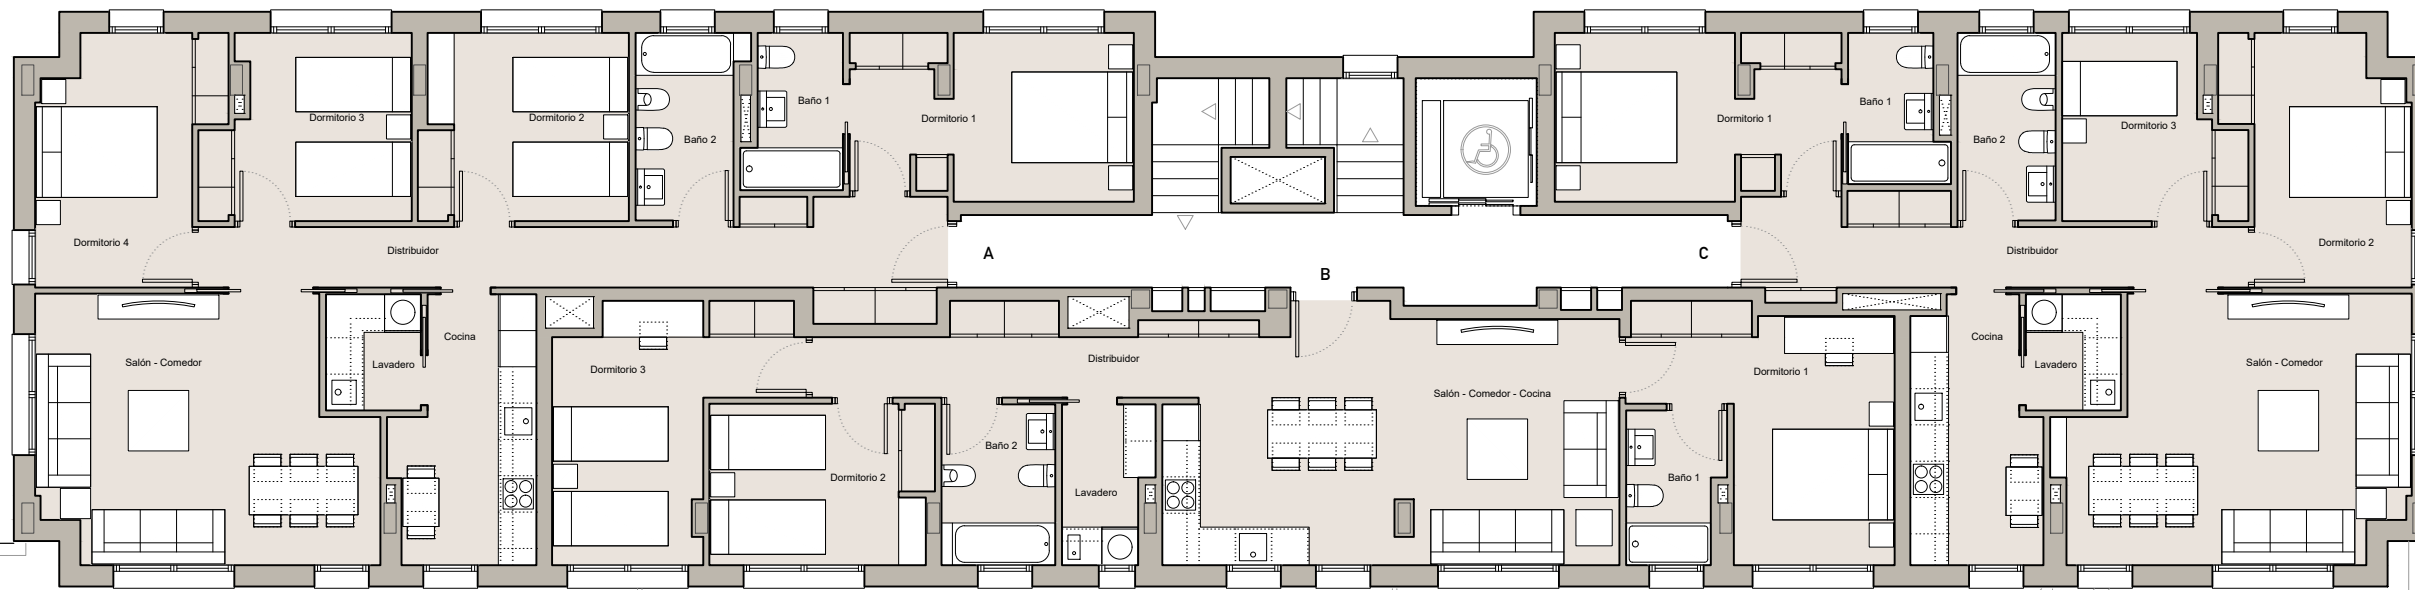 Baño 1
Dormitorio 3
Dormitorio 2
Dormitorio 1
Baño 2
Dormitorio 4
Distribuidor
A
B
C
Dormitorio 1
Baño 1
Baño 2
Dormitorio 3
Dormitorio 2
Distribuidor
Salón - Comedor
Lavadero
Cocina
Dormitorio 3
Distribuidor
Dormitorio 2
Baño 2
Lavadero
Salón - Comedor - Cocina
Dormitorio 1
Baño 1
Cocina
Lavadero
Salón - Comedor